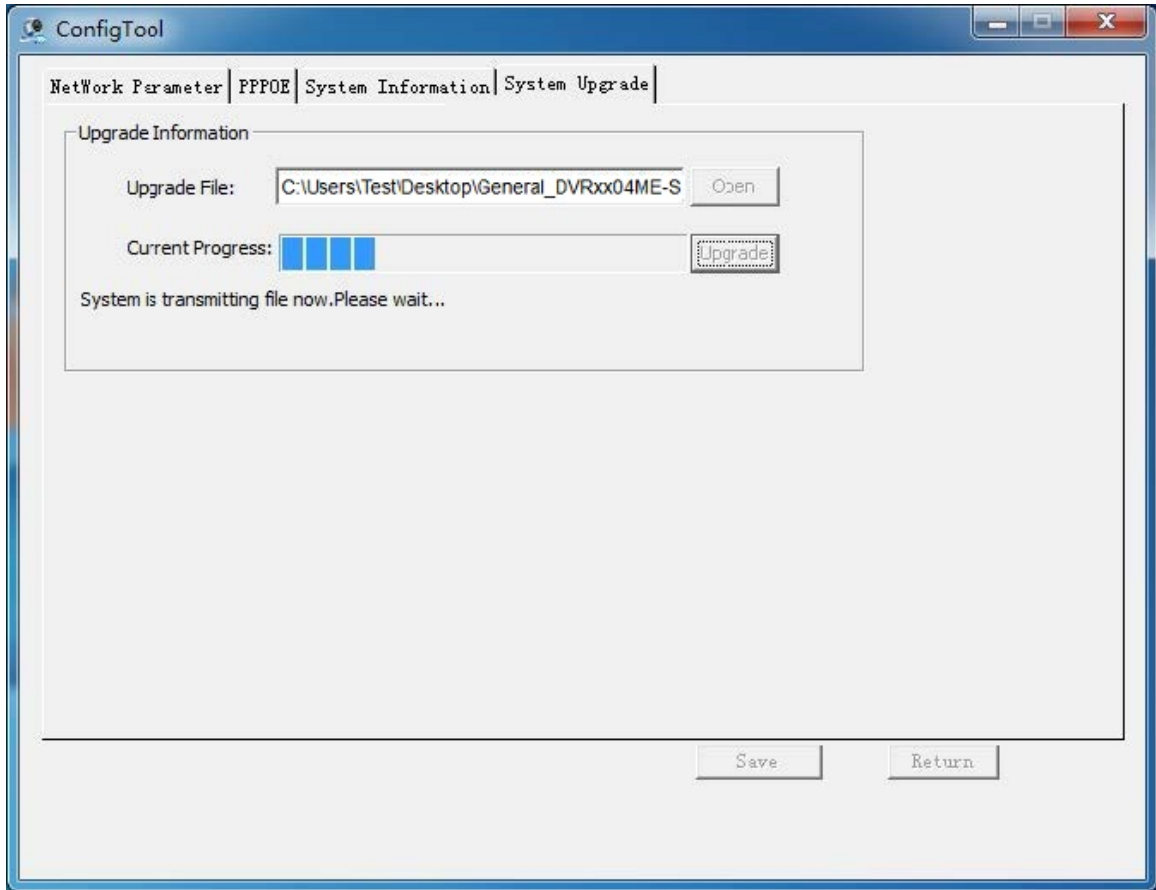 ConfigTool
NetWork Parameter PPPOE System Information System Upgrade
Upgrade Information
Upgrade File: C:\Users\Test\Desktop\General_DVRxx04ME-S Open
Current Progress: Upgrade
System is transmitting file now.Please wait...
Save Return